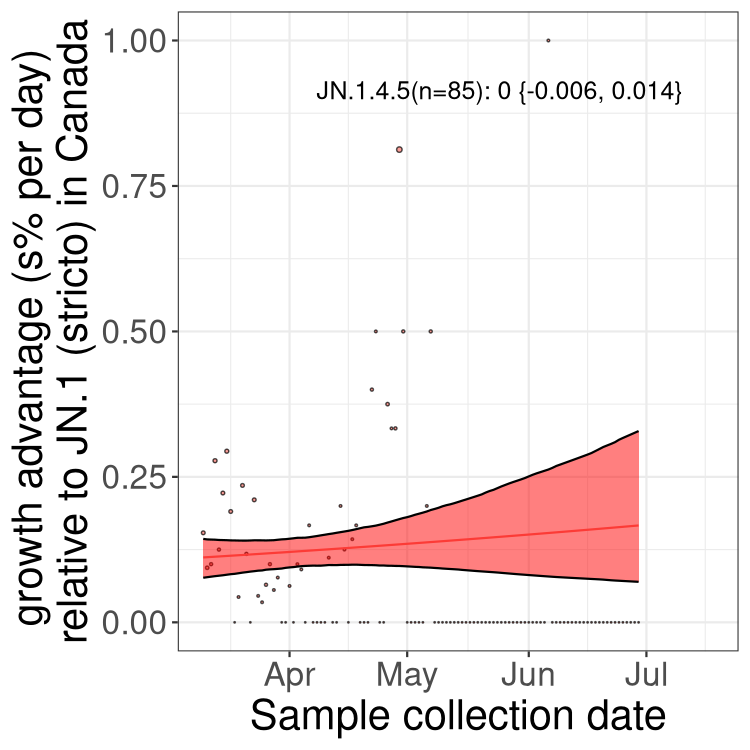 growth advantage (s% per day)
relative to JN.1 (stricto) in Canada
1.00
0.75
0.50
0.25
0.00
JN.1.4.5(n=85): 0 {-0.006, 0.014}
Apr May Jun Jul
Sample collection date